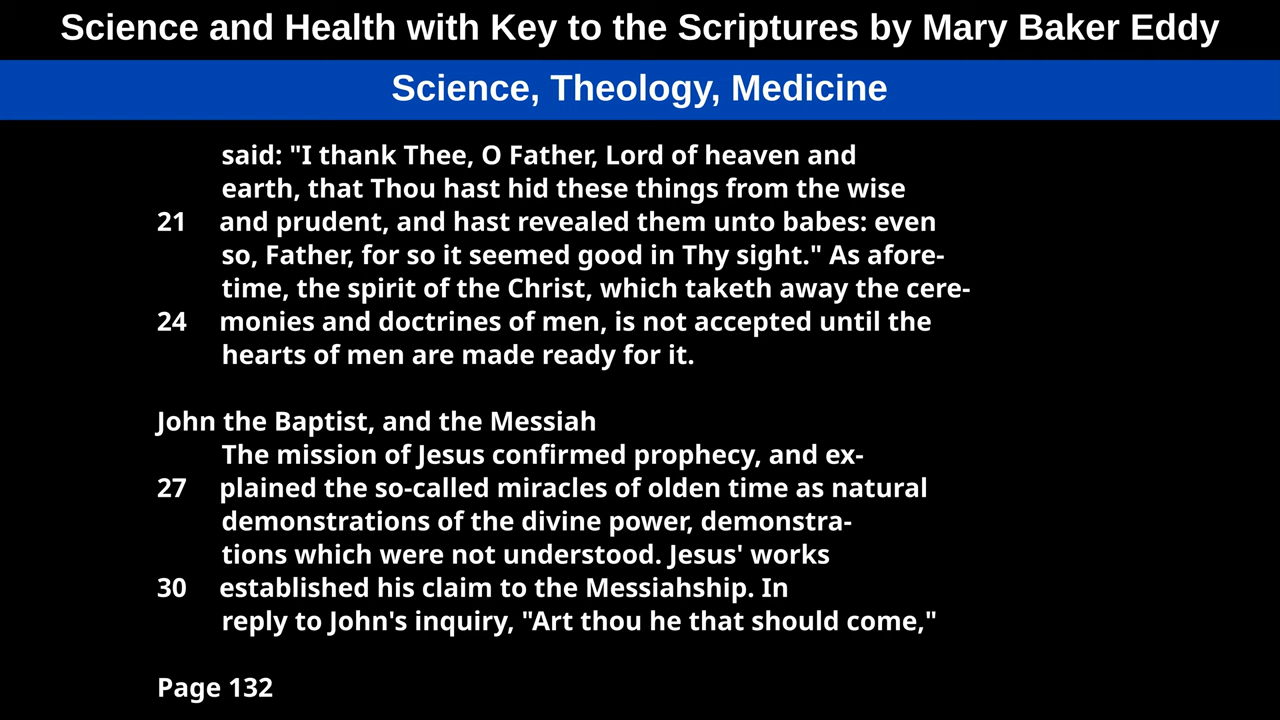 Science and Health with Key to the Scriptures by Mary Baker Eddy
Science, Theology, Medicine
said: "I thank Thee, O Father, Lord of heaven and
earth, that Thou hast hid these things from the wise
21 and prudent, and hast revealed them unto babes: even
so, Father, for so it seemed good in Thy sight." As afore-
time, the spirit of the Christ, which taketh away the cere-
24 monies and doctrines of men, is not accepted until the
hearts of men are made ready for it.
John the Baptist, and the Messiah
The mission of Jesus confirmed prophecy, and ex-
27 plained the so-called miracles of olden time as natural
demonstrations of the divine power, demonstra-
tions which were not understood. Jesus' works
30 established his claim to the Messiahship. In
reply to John's inquiry, "Art thou he that should come,"
Page 132